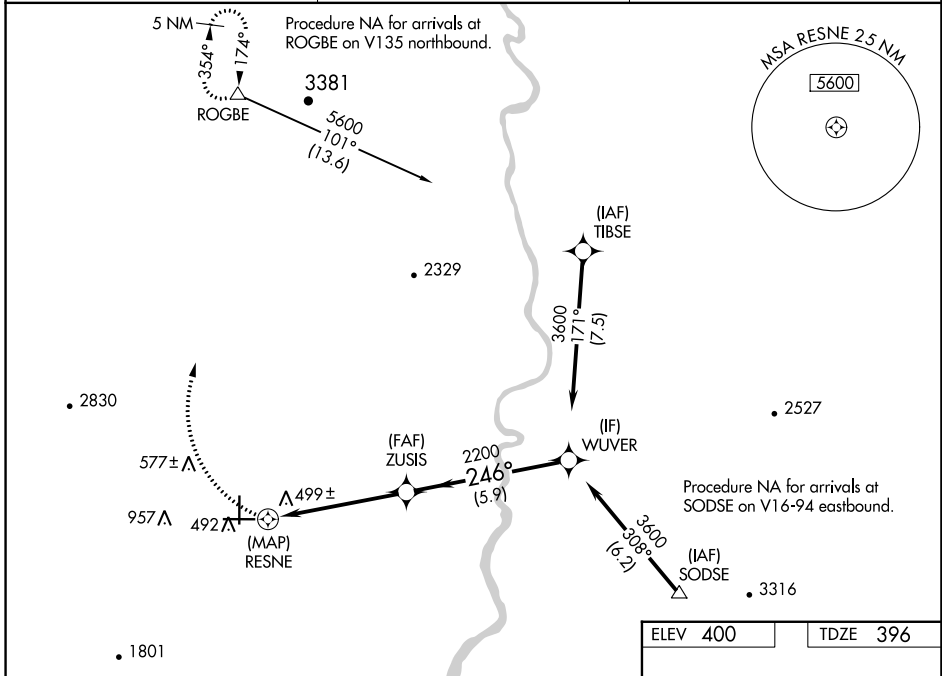 5 NM
354°
174°
ROGBE
Procedure NA for arrivals at
ROGBE on V135 northbound.
3381
5600
101°
(13.6)
MSA RESNE 25 NM
5600
(IAF)
TIBSE
2329
3600
171°
(7.5)
2830
2527
(IF)
WUVER
(FAF)
ZUSIS
2200
246°
(5.9)
577±
499±
957
492
(MAP)
RESNE
Procedure NA for arrivals at
SODSE on V16-94 eastbound.
3600
308°
(6.2)
(IAF)
SODSE
3316
1801
ELEV 400
TDZE 396